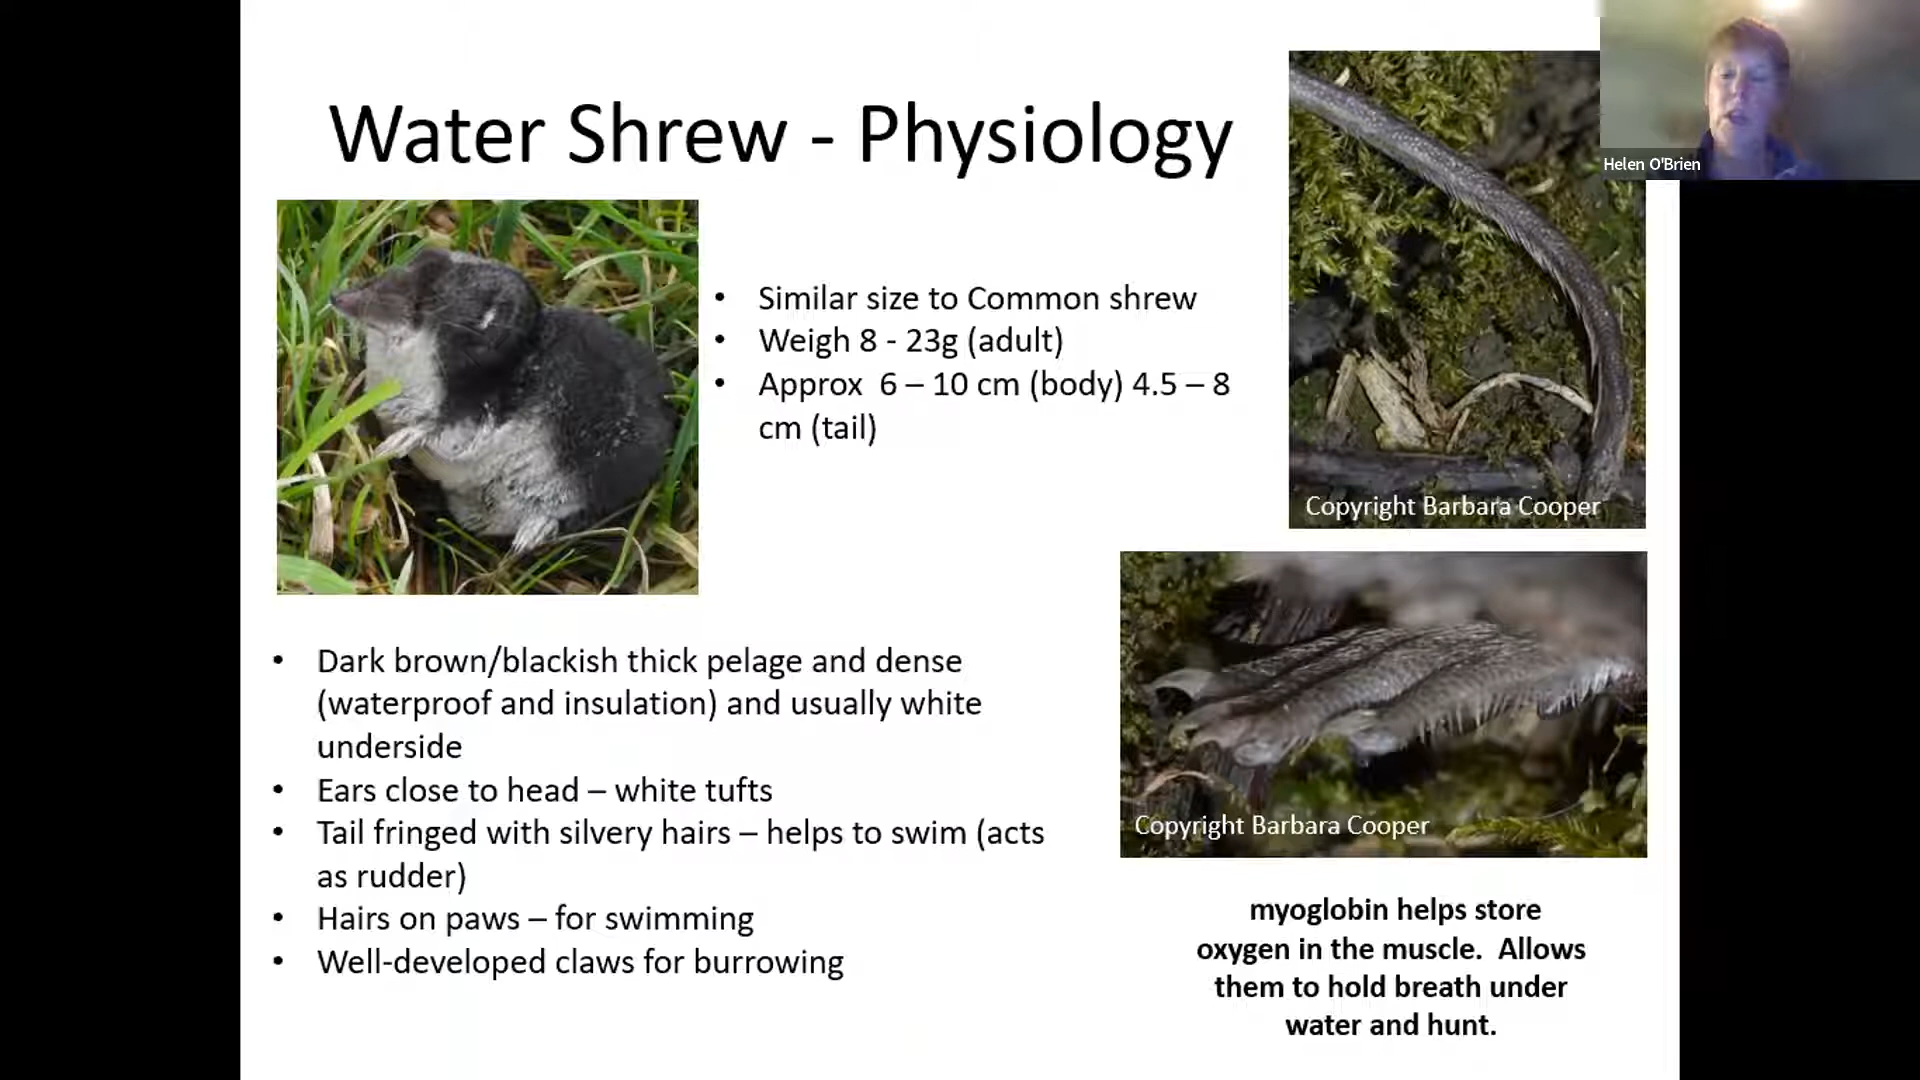 Water Shrew - Physiology
Helen O'Brien
• Similar size to Common shrew
• Weigh 8 - 23g (adult)
• Approx  6 – 10 cm (body) 4.5 – 8
cm (tail)
Copyright Barbara Cooper
• Dark brown/blackish thick pelage and dense
(waterproof and insulation) and usually white
underside
• Ears close to head – white tufts
• Tail fringed with silvery hairs – helps to swim (acts
as rudder)
• Hairs on paws – for swimming
• Well-developed claws for burrowing
Copyright Barbara Cooper
myoglobin helps store
oxygen in the muscle.  Allows
them to hold breath under
water and hunt.